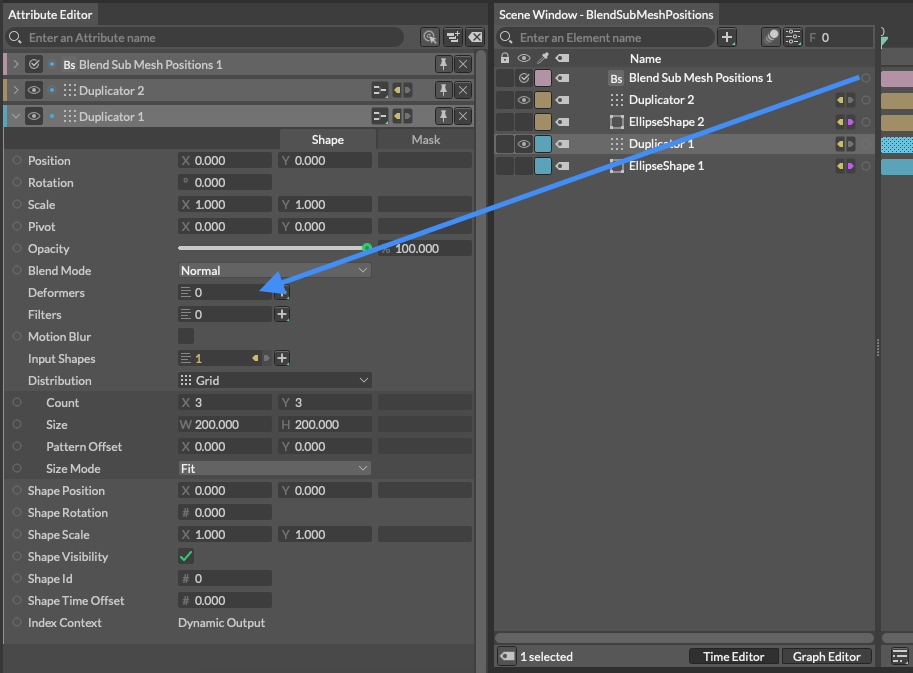 Attribute Editor
Enter an Attribute name
Bs Blend Sub Mesh Positions 1
Duplicator 2
Duplicator 1
Shape Mask
Position X 0.000 Y 0.000
Rotation ° 0.000
Scale X 1.000 Y 1.000
Pivot X 0.000 Y 0.000
Opacity % 100.000
Blend Mode Normal
Deformers 0
Filters 0
Motion Blur
Input Shapes 1
Distribution Grid
Count X 3 Y 3
Size W 200.000 H 200.000
Pattern Offset X 0.000 Y 0.000
Size Mode Fit
Shape Position X 0.000 Y 0.000
Shape Rotation # 0.000
Shape Scale X 1.000 Y 1.000
Shape Visibility
Shape Id # 0
Shape Time Offset # 0.000
Index Context Dynamic Output
Scene Window - BlendSubMeshPositions
Enter an Element name F 0
Name
Bs Blend Sub Mesh Positions 1
Duplicator 2
EllipseShape 2
Duplicator 1
EllipseShape 1
1 selected Time Editor Graph Editor